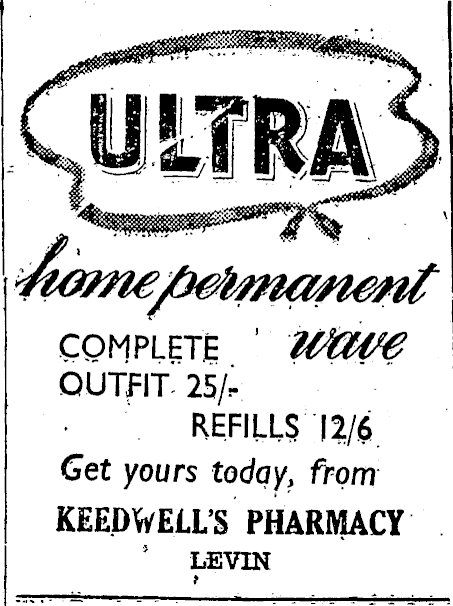 ULTRA
home permanent
wave
COMPLETE
OUTFIT 25/-
REFILLS 12/6
Get yours today, from
KEEDWELL'S PHARMACY
LEVIN